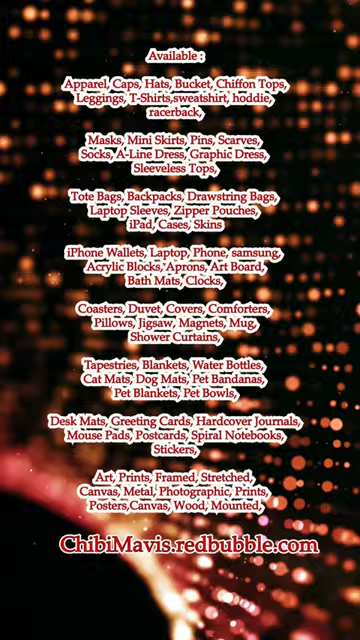 Available :
Apparel, Caps, Hats, Bucket, Chiffon Tops,
Leggings, T-Shirts,sweatshirt, hoddie,
racerback,
Masks, Mini Skirts, Pins, Scarves,
Socks, A-Line Dress, Graphic Dress,
Sleeveless Tops,
Tote Bags, Backpacks, Drawstring Bags,
Laptop Sleeves, Zipper Pouches,
iPad, Cases, Skins
iPhone Wallets, Laptop, Phone, samsung,
Acrylic Blocks, Aprons, Art Board,
Bath Mats, Clocks,
Coasters, Duvet, Covers, Comforters,
Pillows, Jigsaw, Magnets, Mug,
Shower Curtains,
Tapestries, Blankets, Water Bottles,
Cat Mats, Dog Mats, Pet Bandanas,
Pet Blankets, Pet Bowls,
Desk Mats, Greeting Cards, Hardcover Journals,
Mouse Pads, Postcards, Spiral Notebooks,
Stickers,
Art, Prints, Framed, Stretched,
Canvas, Metal, Photographic, Prints,
Posters,Canvas, Wood, Mounted,
ChibiMavis.redbubble.com